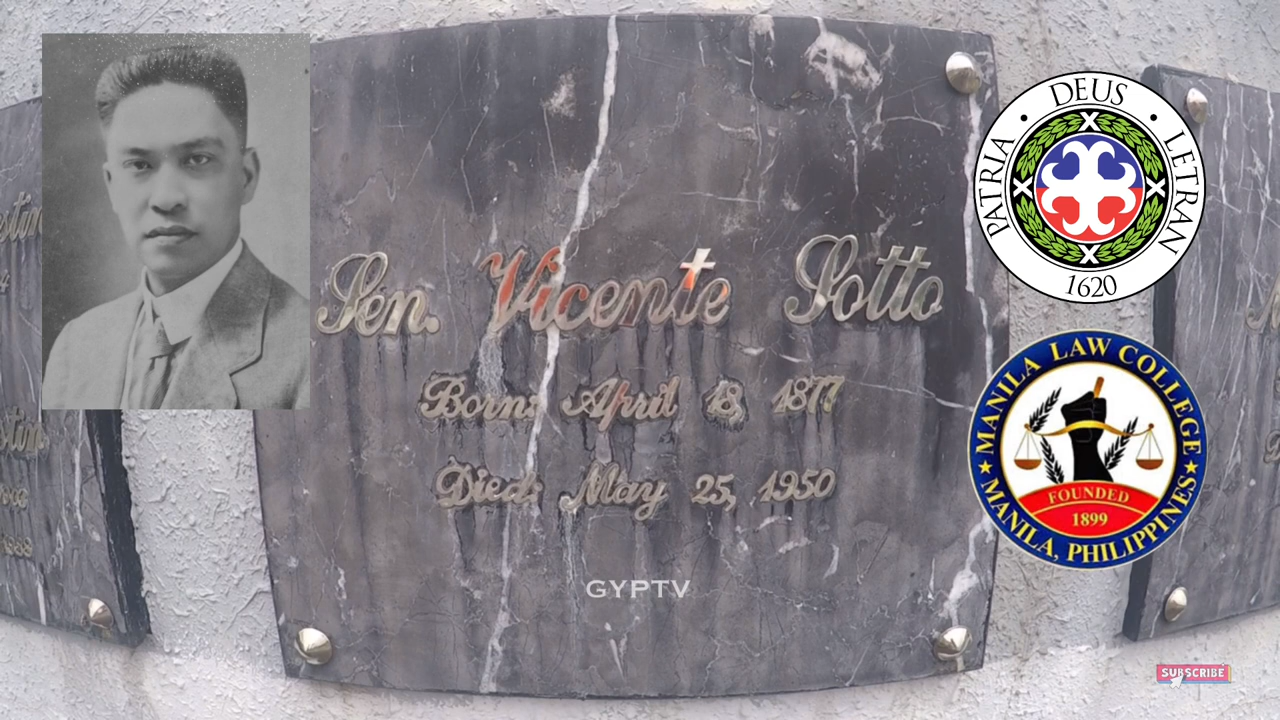 Sen. Vicente Sotto
Born: April 18, 1877
Died: May 25, 1950
GYPTV
DEUS • LETRAN • PATRIA
1620
MANILA LAW COLLEGE
FOUNDED
1899
★ MANILA, PHILIPPINES ★
SUBSCRIBE